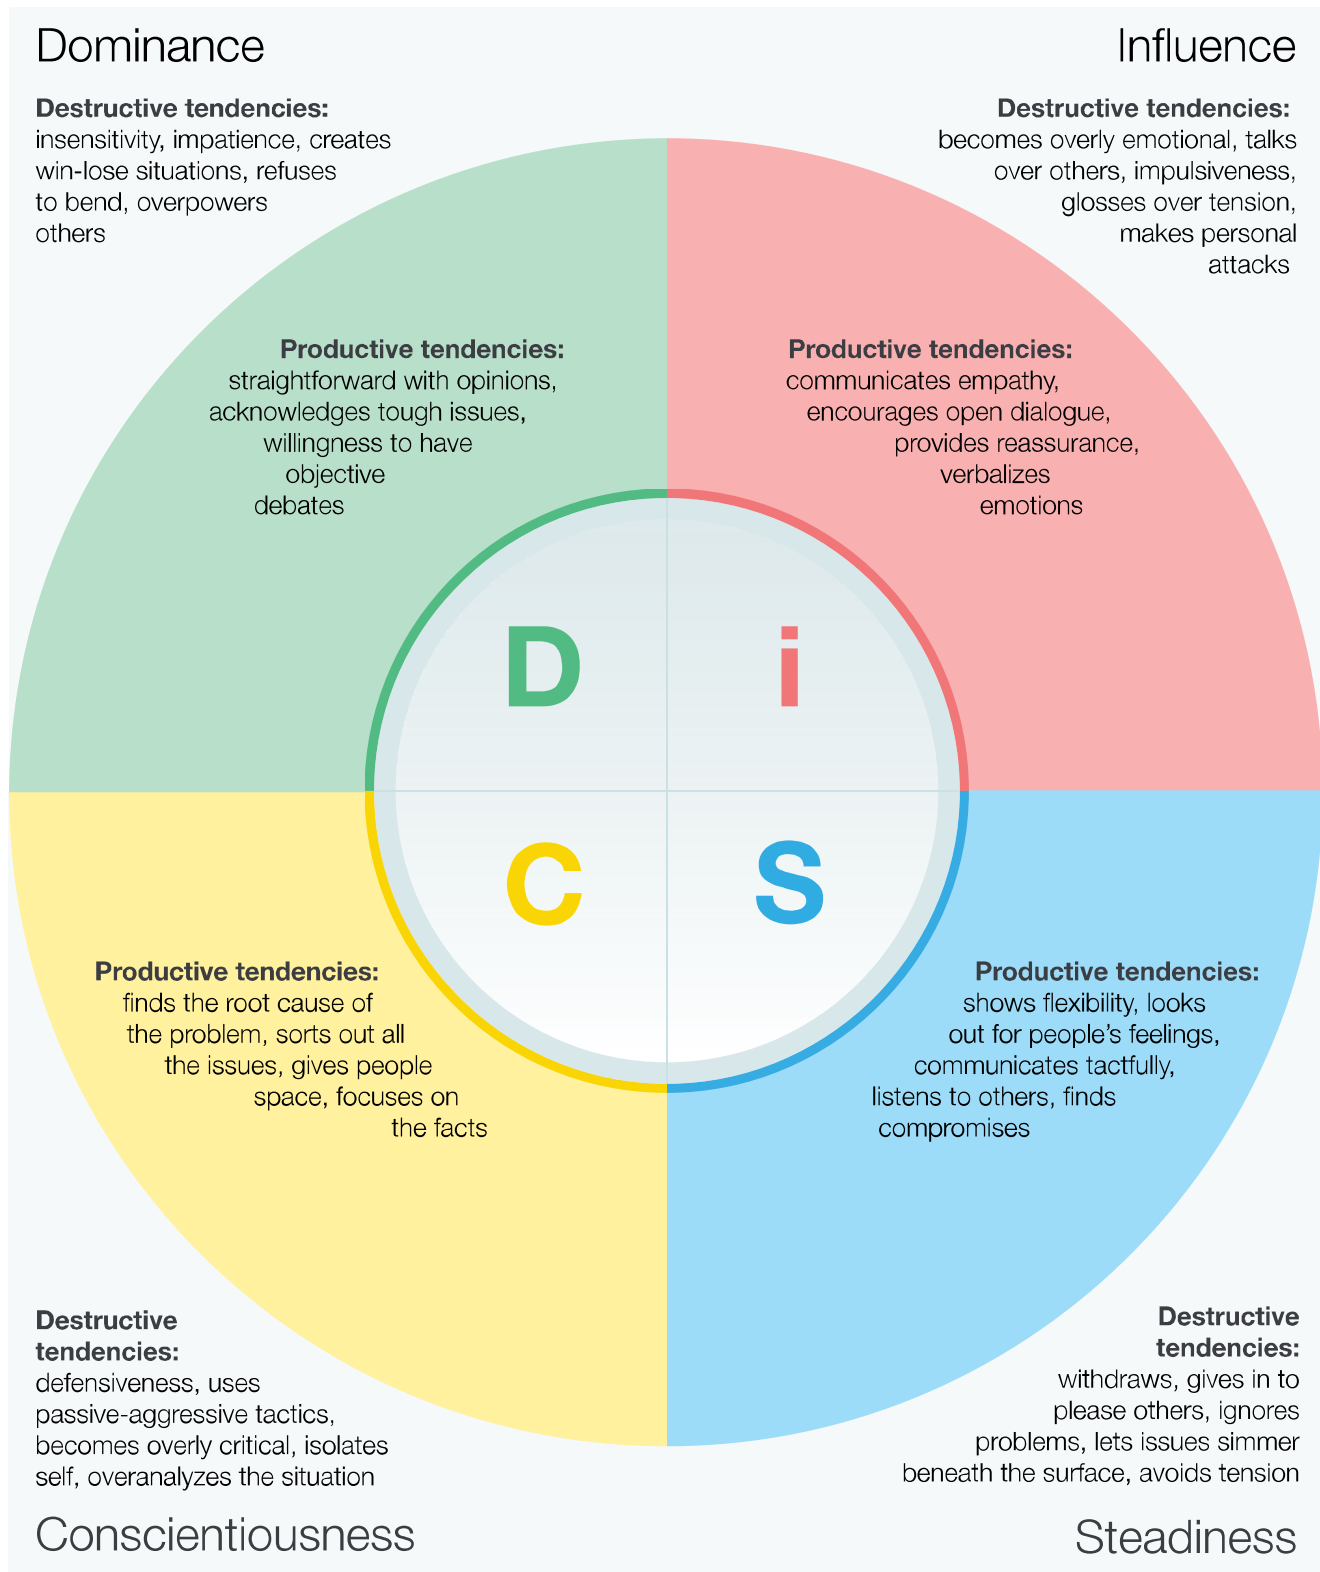 Dominance
Destructive tendencies:
insensitivity, impatience, creates
win-lose situations, refuses
to bend, overpowers
others
Influence
Destructive tendencies:
becomes overly emotional, talks
over others, impulsiveness,
glosses over tension,
makes personal
attacks
Productive tendencies:
straightforward with opinions,
acknowledges tough issues,
willingness to have
objective
debates
Productive tendencies:
communicates empathy,
encourages open dialogue,
provides reassurance,
verbalizes
emotions
D
i
C
S
Productive tendencies:
finds the root cause of
the problem, sorts out all
the issues, gives people
space, focuses on
the facts
Productive tendencies:
shows flexibility, looks
out for people's feelings,
communicates tactfully,
listens to others, finds
compromises
Destructive
tendencies:
defensiveness, uses
passive-aggressive tactics,
becomes overly critical, isolates
self, overanalyzes the situation
Conscientiousness
Destructive
tendencies:
withdraws, gives in to
please others, ignores
problems, lets issues simmer
beneath the surface, avoids tension
Steadiness